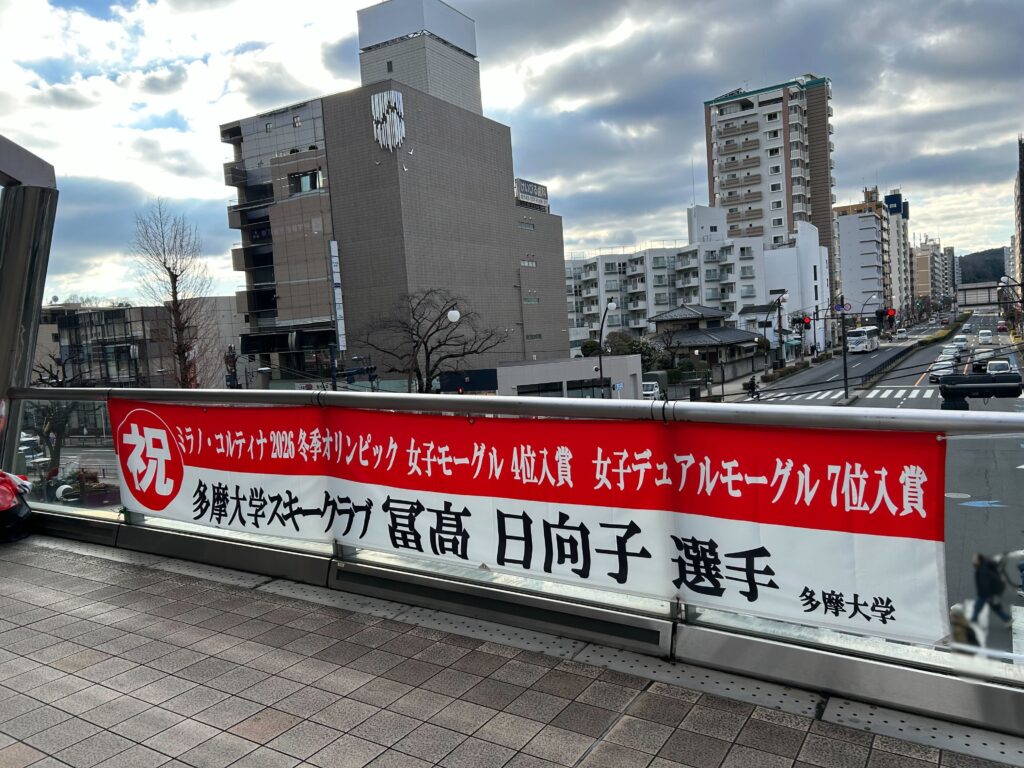 祝
ミラノ・コルティナ2026 冬季オリンピック 女子モーグル 4位入賞 女子デュアルモーグル 7位入賞
多摩大学スキークラブ 冨高 日向子 選手 多摩大学